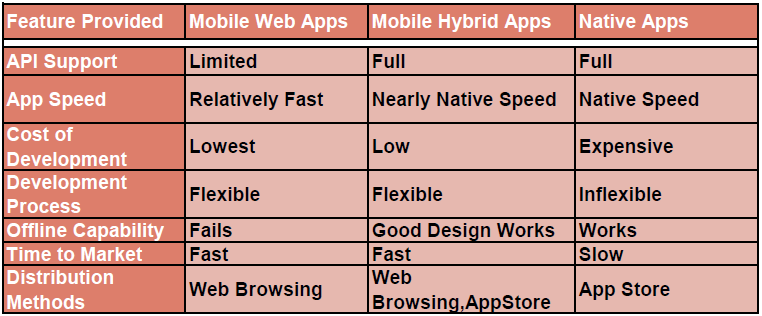 Feature Provided Mobile Web Apps Mobile Hybrid Apps Native Apps
API Support Limited Full Full
App Speed Relatively Fast Nearly Native Speed Native Speed
Cost of
Development Lowest Low Expensive
Development
Process Flexible Flexible Inflexible
Offline Capability Fails Good Design Works Works
Time to Market Fast Fast Slow
Distribution
Methods Web Browsing Web
Browsing,AppStore App Store